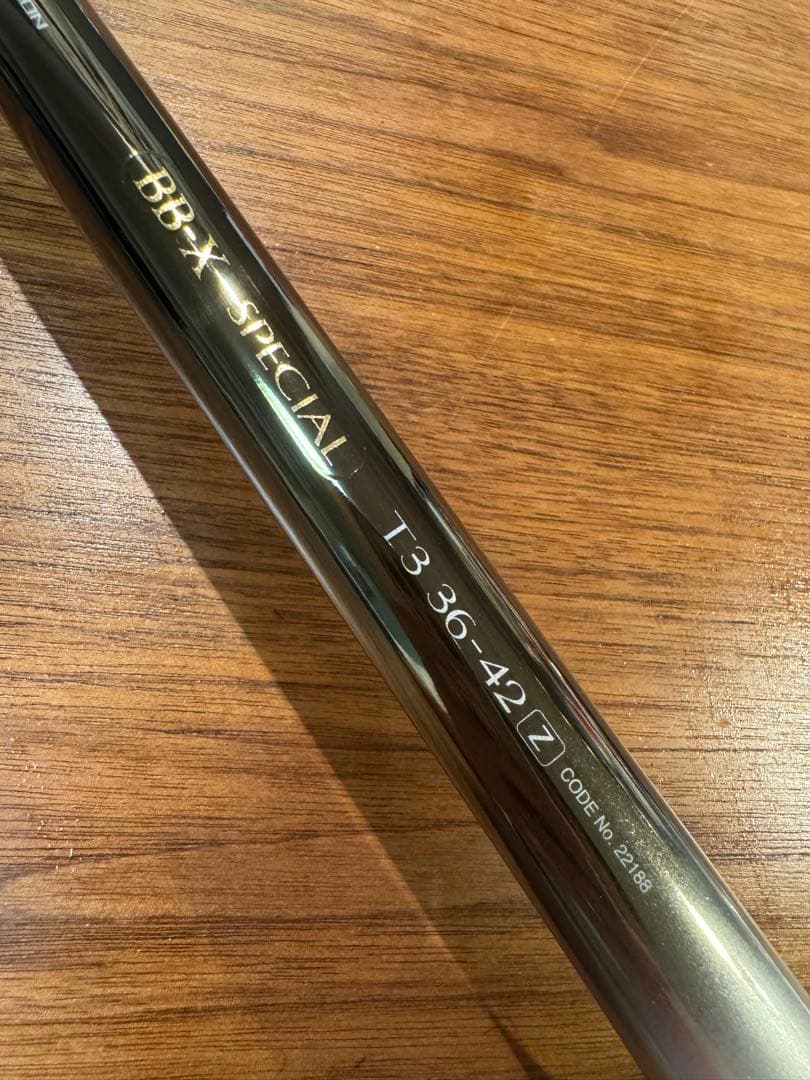 BB-X SPECIAL
T3 36-42 Z CODE No. 22188